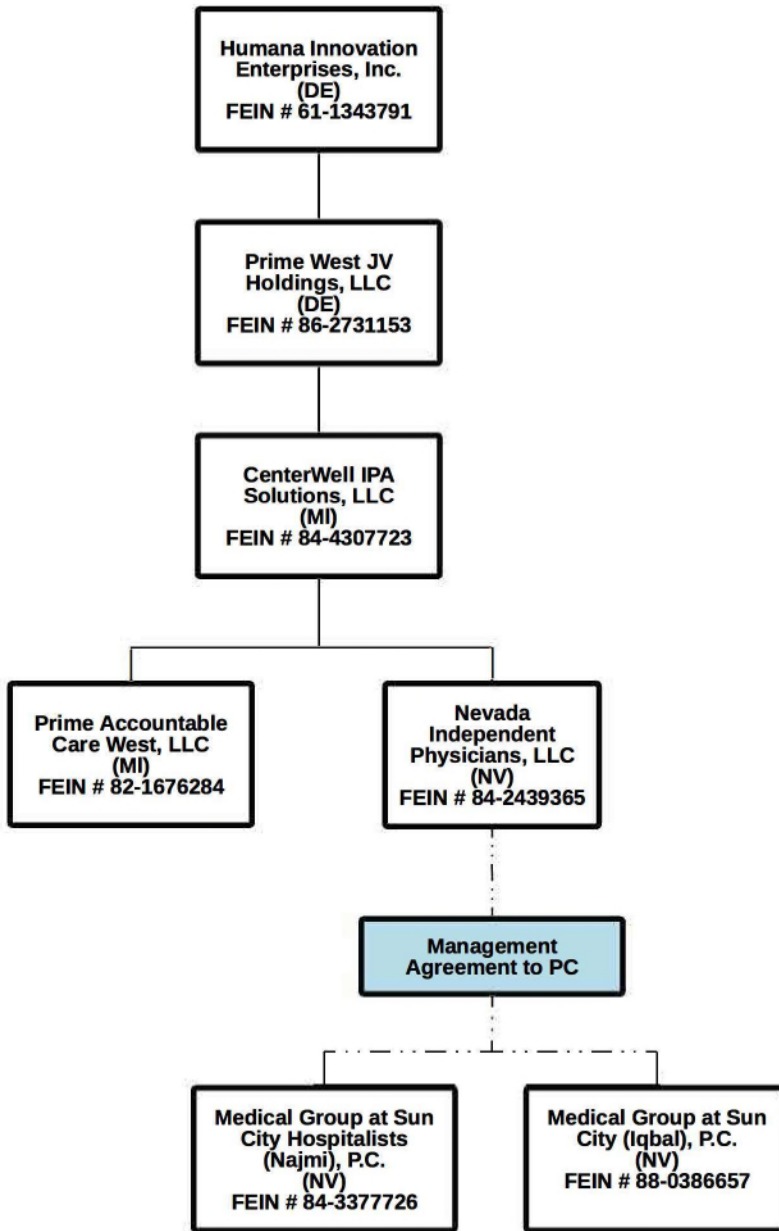 Humana Innovation
Enterprises, Inc.
(DE)
FEIN # 61-1343791
Prime West JV
Holdings, LLC
(DE)
FEIN # 86-2731153
CenterWell IPA
Solutions, LLC
(MI)
FEIN # 84-4307723
Prime Accountable
Care West, LLC
(MI)
FEIN # 82-1676284
Nevada
Independent
Physicians, LLC
(NV)
FEIN # 84-2439365
Management
Agreement to PC
Medical Group at Sun
City Hospitalists
(Najmi), P.C.
(NV)
FEIN # 84-3377726
Medical Group at Sun
City (Iqbal), P.C.
(NV)
FEIN # 88-0386657